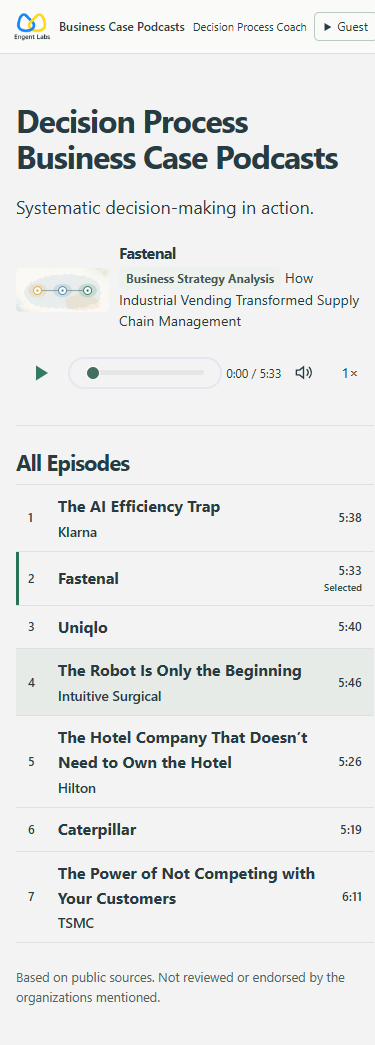 Engent Labs
Business Case Podcasts
Decision Process Coach
▶ Guest
Decision Process
Business Case Podcasts
Systematic decision-making in action.
Fastenal
Business Strategy Analysis How
Industrial Vending Transformed Supply
Chain Management
0:00 / 5:33
1×
All Episodes
1
The AI Efficiency Trap
Klarna
5:38
2
Fastenal
5:33
Selected
3
Uniqlo
5:40
4
The Robot Is Only the Beginning
Intuitive Surgical
5:46
5
The Hotel Company That Doesn’t
Need to Own the Hotel
Hilton
5:26
6
Caterpillar
5:19
7
The Power of Not Competing with
Your Customers
TSMC
6:11
Based on public sources. Not reviewed or endorsed by the
organizations mentioned.